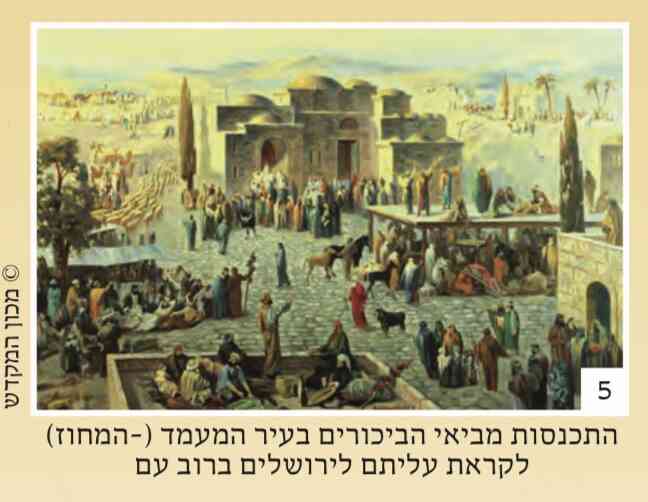 © מכון המקדש
5
התכנסות מביאי הביכורים בעיר המעמד (-המחוז)
לקראת עליתם לירושלים ברוב עם